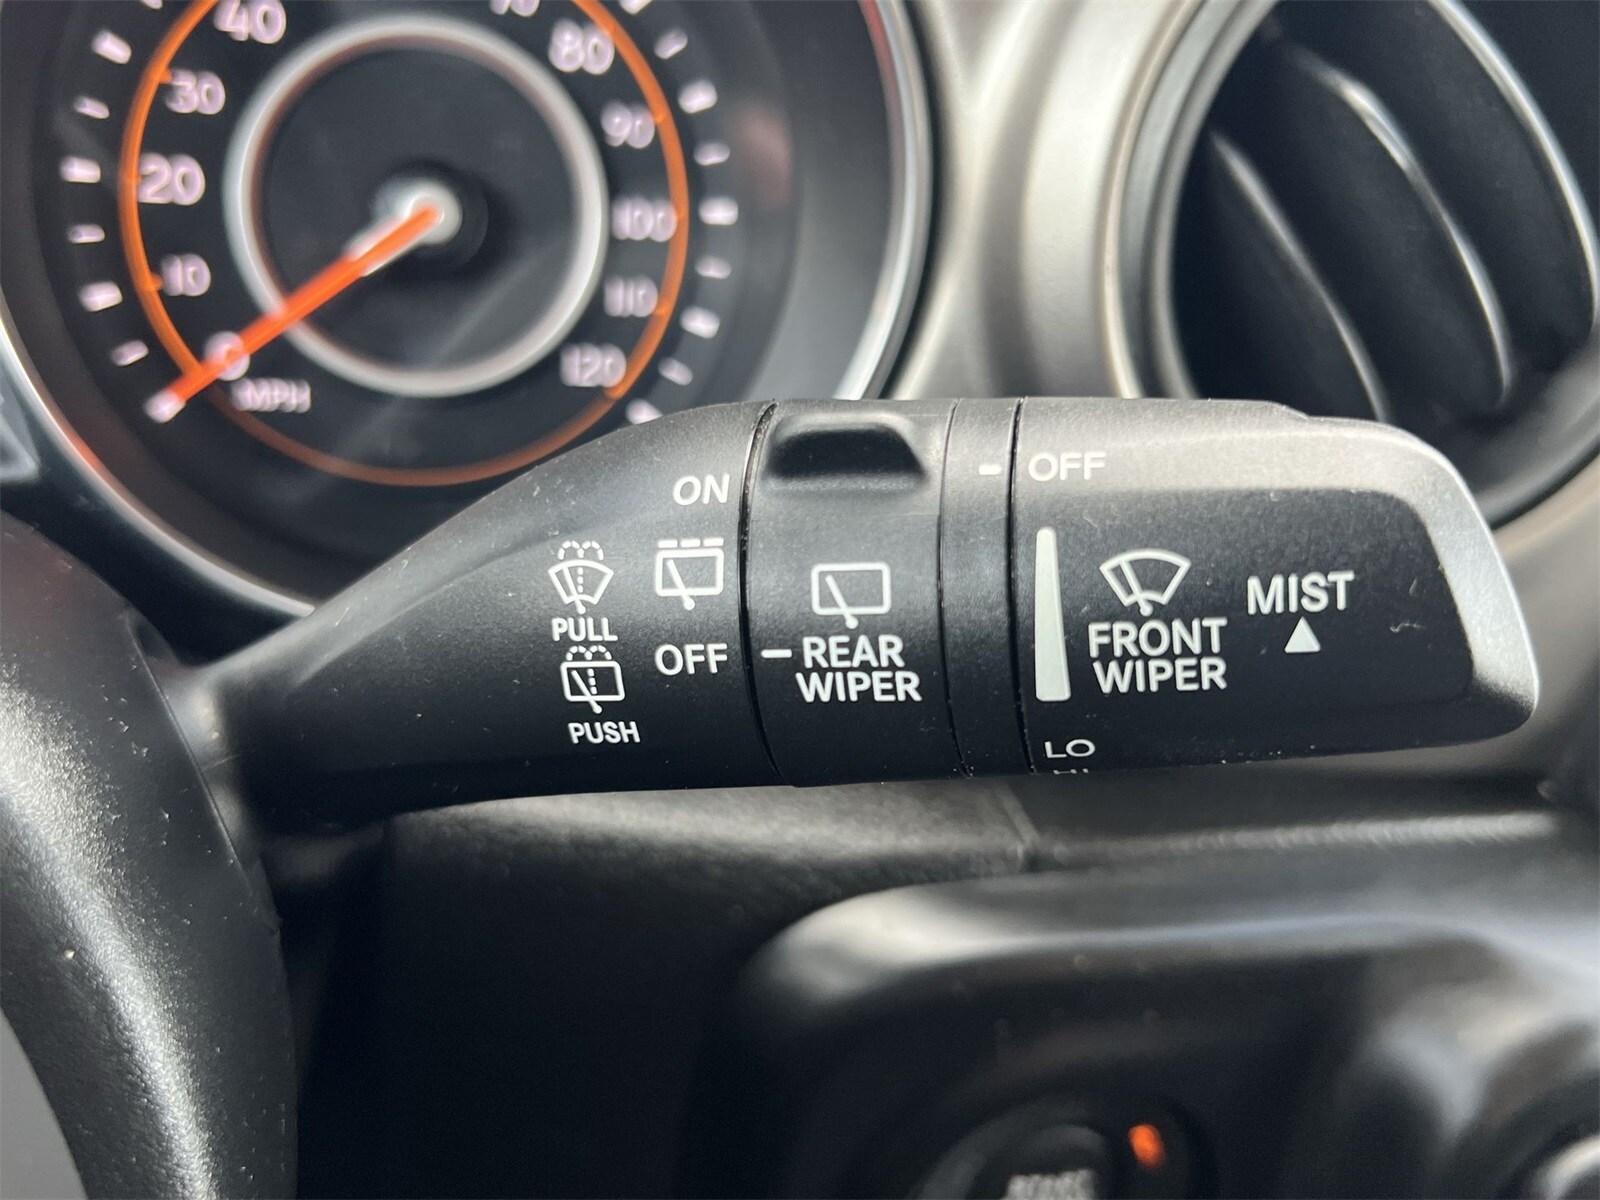 40
30
20
10
0
MPH
80
90
100
110
120
ON
OFF
PULL
PUSH
REAR
WIPER
OFF
FRONT
WIPER
MIST
LO